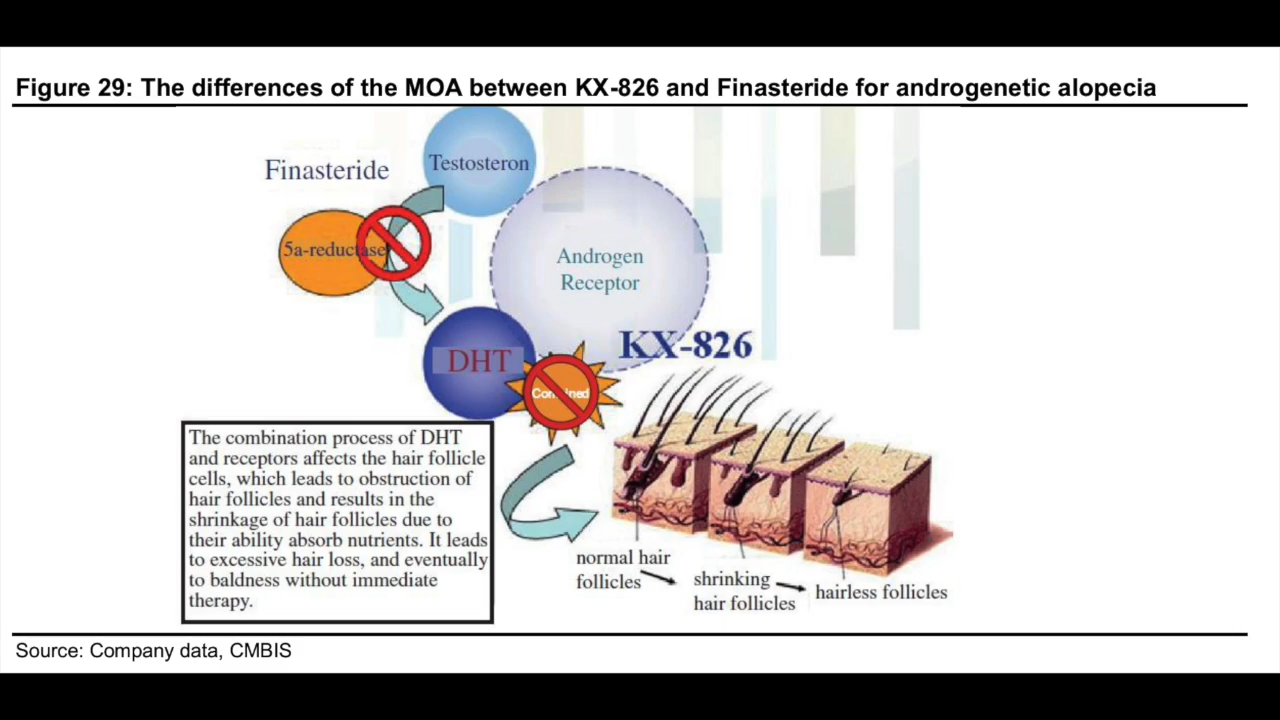 Figure 29: The differences of the MOA between KX-826 and Finasteride for androgenetic alopecia
Finasteride
Testosteron
5a-reductase
Androgen
Receptor
DHT
KX-826
The combination process of DHT
and receptors affects the hair follicle
cells, which leads to obstruction of
hair follicles and results in the
shrinkage of hair follicles due to
their ability absorb nutrients. It leads
to excessive hair loss, and eventually
to baldness without immediate
therapy.
normal hair
follicles
shrinking
hair follicles
hairless follicles
Source: Company data, CMBIS